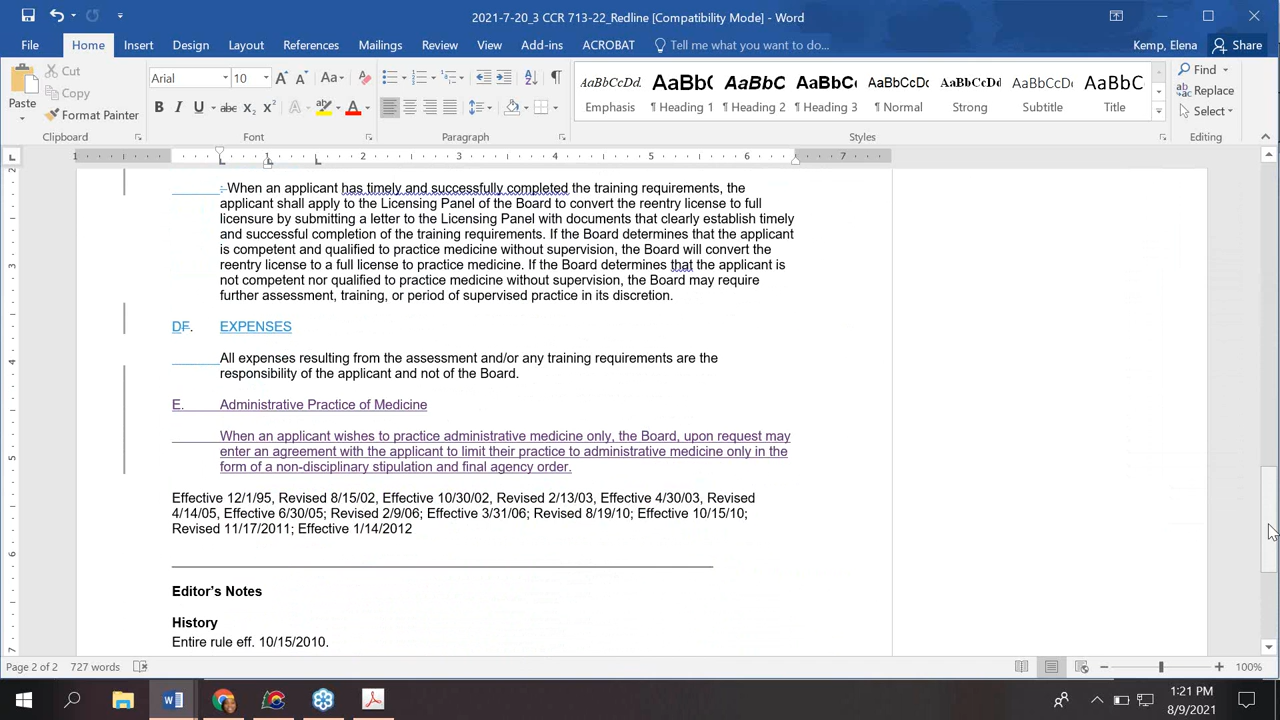 2021-7-20_3 CCR 713-22_Redline [Compatibility Mode] - Word
File Home Insert Design Layout References Mailings Review View Add-ins ACROBAT Tell me what you want to do... Kemp, Elena Share
Paste
Cut
Copy
Format Painter
Clipboard
Arial 10
Font
Paragraph
AaBbCcDd. AaBb( AaBbC AaBbC( AaBbCcDd AaBbCc AaBbCcDd AaBbC
Emphasis ¶ Heading 1 ¶ Heading 2 ¶ Heading 3 ¶ Normal Strong Subtitle Title
Styles
Find
Replace
Select
Editing
1 1 2 3 4 5 6 7
: When an applicant has timely and successfully completed the training requirements, the
applicant shall apply to the Licensing Panel of the Board to convert the reentry license to full
licensure by submitting a letter to the Licensing Panel with documents that clearly establish timely
and successful completion of the training requirements. If the Board determines that the applicant
is competent and qualified to practice medicine without supervision, the Board will convert the
reentry license to a full license to practice medicine. If the Board determines that the applicant is
not competent nor qualified to practice medicine without supervision, the Board may require
further assessment, training, or period of supervised practice in its discretion.
DF. EXPENSES
All expenses resulting from the assessment and/or any training requirements are the
responsibility of the applicant and not of the Board.
E. Administrative Practice of Medicine
When an applicant wishes to practice administrative medicine only, the Board, upon request may
enter an agreement with the applicant to limit their practice to administrative medicine only in the
form of a non-disciplinary stipulation and final agency order.
Effective 12/1/95, Revised 8/15/02, Effective 10/30/02, Revised 2/13/03, Effective 4/30/03, Revised
4/14/05, Effective 6/30/05; Revised 2/9/06; Effective 3/31/06; Revised 8/19/10; Effective 10/15/10;
Revised 11/17/2011; Effective 1/14/2012
Editor's Notes
History
Entire rule eff. 10/15/2010.
Page 2 of 2 727 words 100%
1:21 PM
8/9/2021